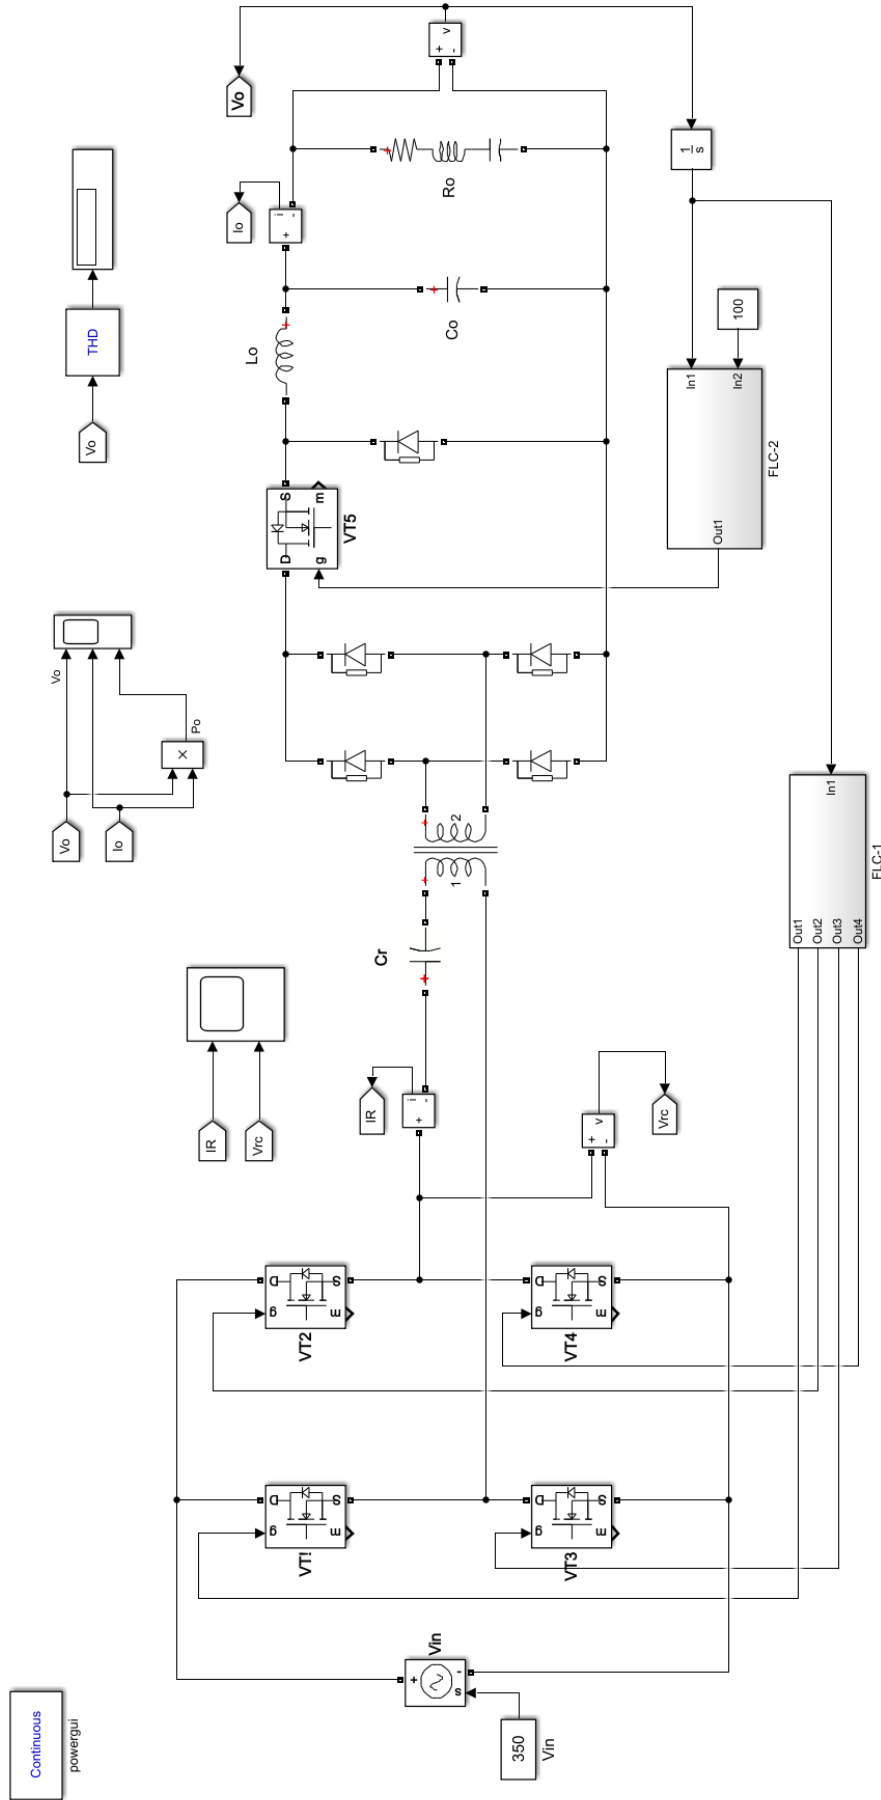 Continuous
powergui
Vo
THD
Vo
Io
Vo
Po
×
IR
Vrc
Vo
Io
Lo
VT!
g
D
S
m
VT2
g
D
S
m
IR
i
+
-
Cr
1
2
D
S
g
m
VT5
i
+
-
Co
Ro
v
+
-
350
Vin
Vin
s
+
-
VT3
g
D
S
m
VT4
g
D
S
m
v
+
-
Vrc
Out1
In1
In2
FLC-2
100
1
s
Out1
Out2
Out3
Out4
In1
FLC-1